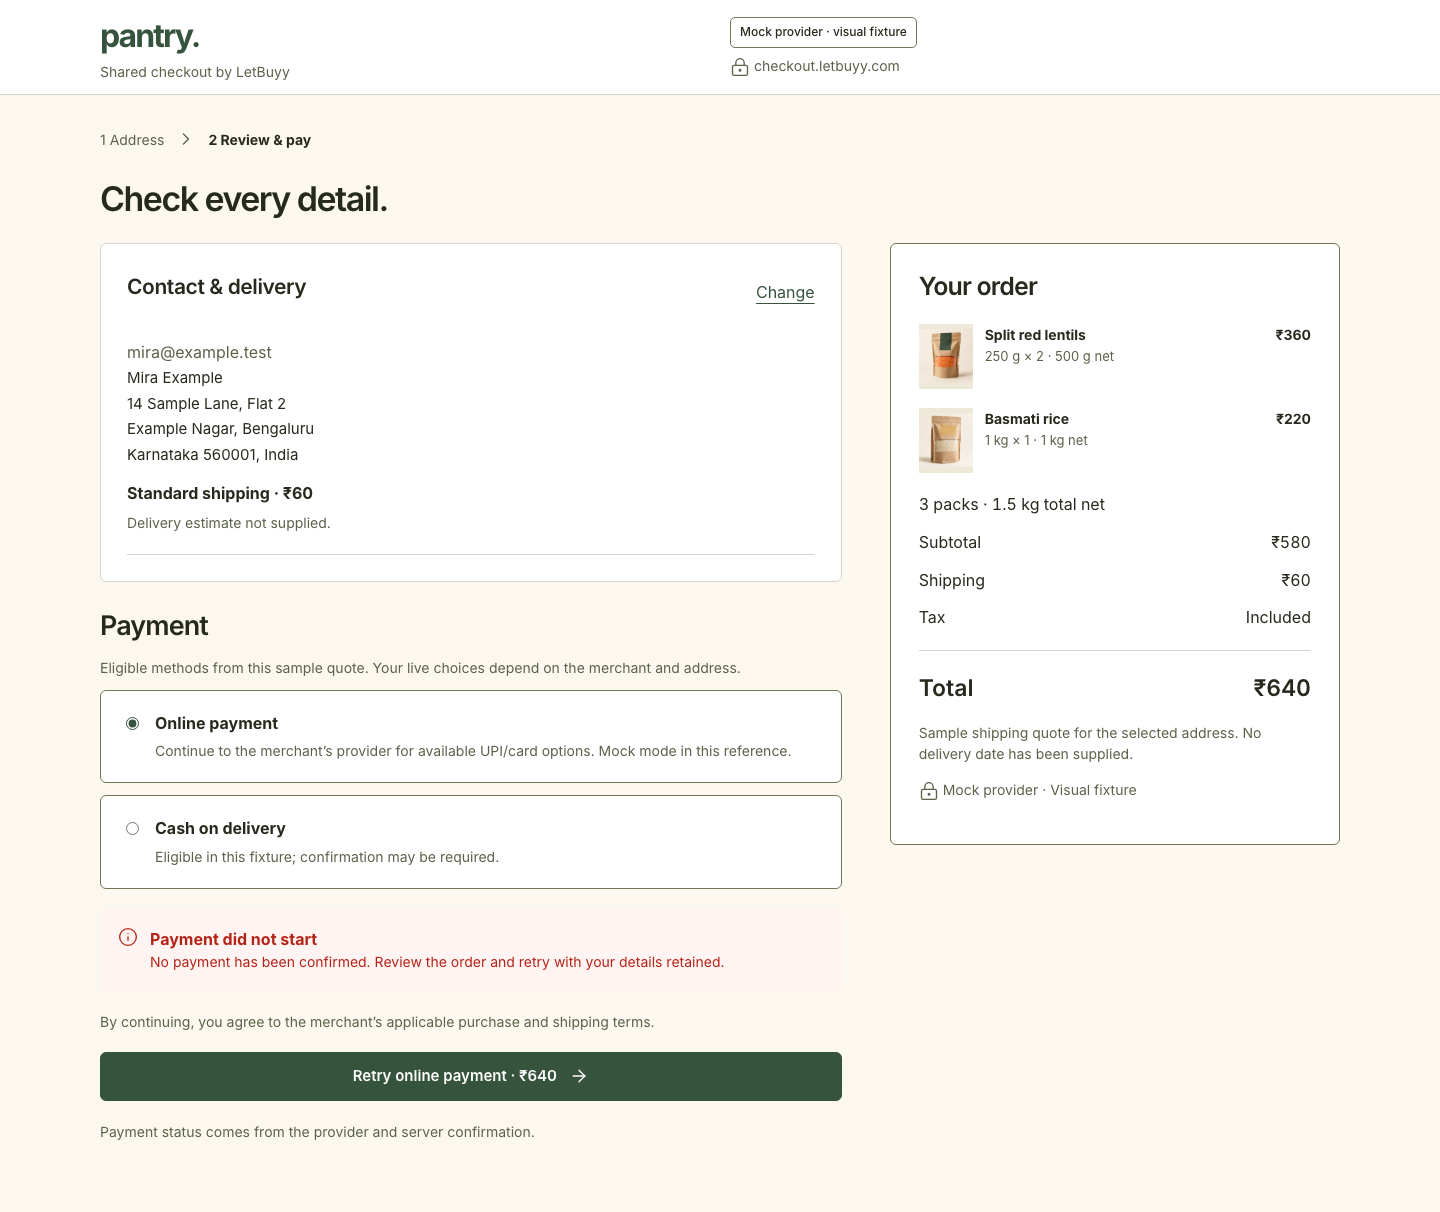 pantry.
Shared checkout by LetBuyy
Mock provider · visual fixture
checkout.letbuyy.com
1 Address
2 Review & pay
Check every detail.
Contact & delivery
Change
mira@example.test
Mira Example
14 Sample Lane, Flat 2
Example Nagar, Bengaluru
Karnataka 560001, India
Standard shipping · ₹60
Delivery estimate not supplied.
Payment
Eligible methods from this sample quote. Your live choices depend on the merchant and address.
Online payment
Continue to the merchant’s provider for available UPI/card options. Mock mode in this reference.
Cash on delivery
Eligible in this fixture; confirmation may be required.
Payment did not start
No payment has been confirmed. Review the order and retry with your details retained.
By continuing, you agree to the merchant’s applicable purchase and shipping terms.
Retry online payment · ₹640
Payment status comes from the provider and server confirmation.
Your order
Split red lentils ₹360
250 g × 2 · 500 g net
Basmati rice ₹220
1 kg × 1 · 1 kg net
3 packs · 1.5 kg total net
Subtotal ₹580
Shipping ₹60
Tax Included
Total ₹640
Sample shipping quote for the selected address. No
delivery date has been supplied.
Mock provider · Visual fixture